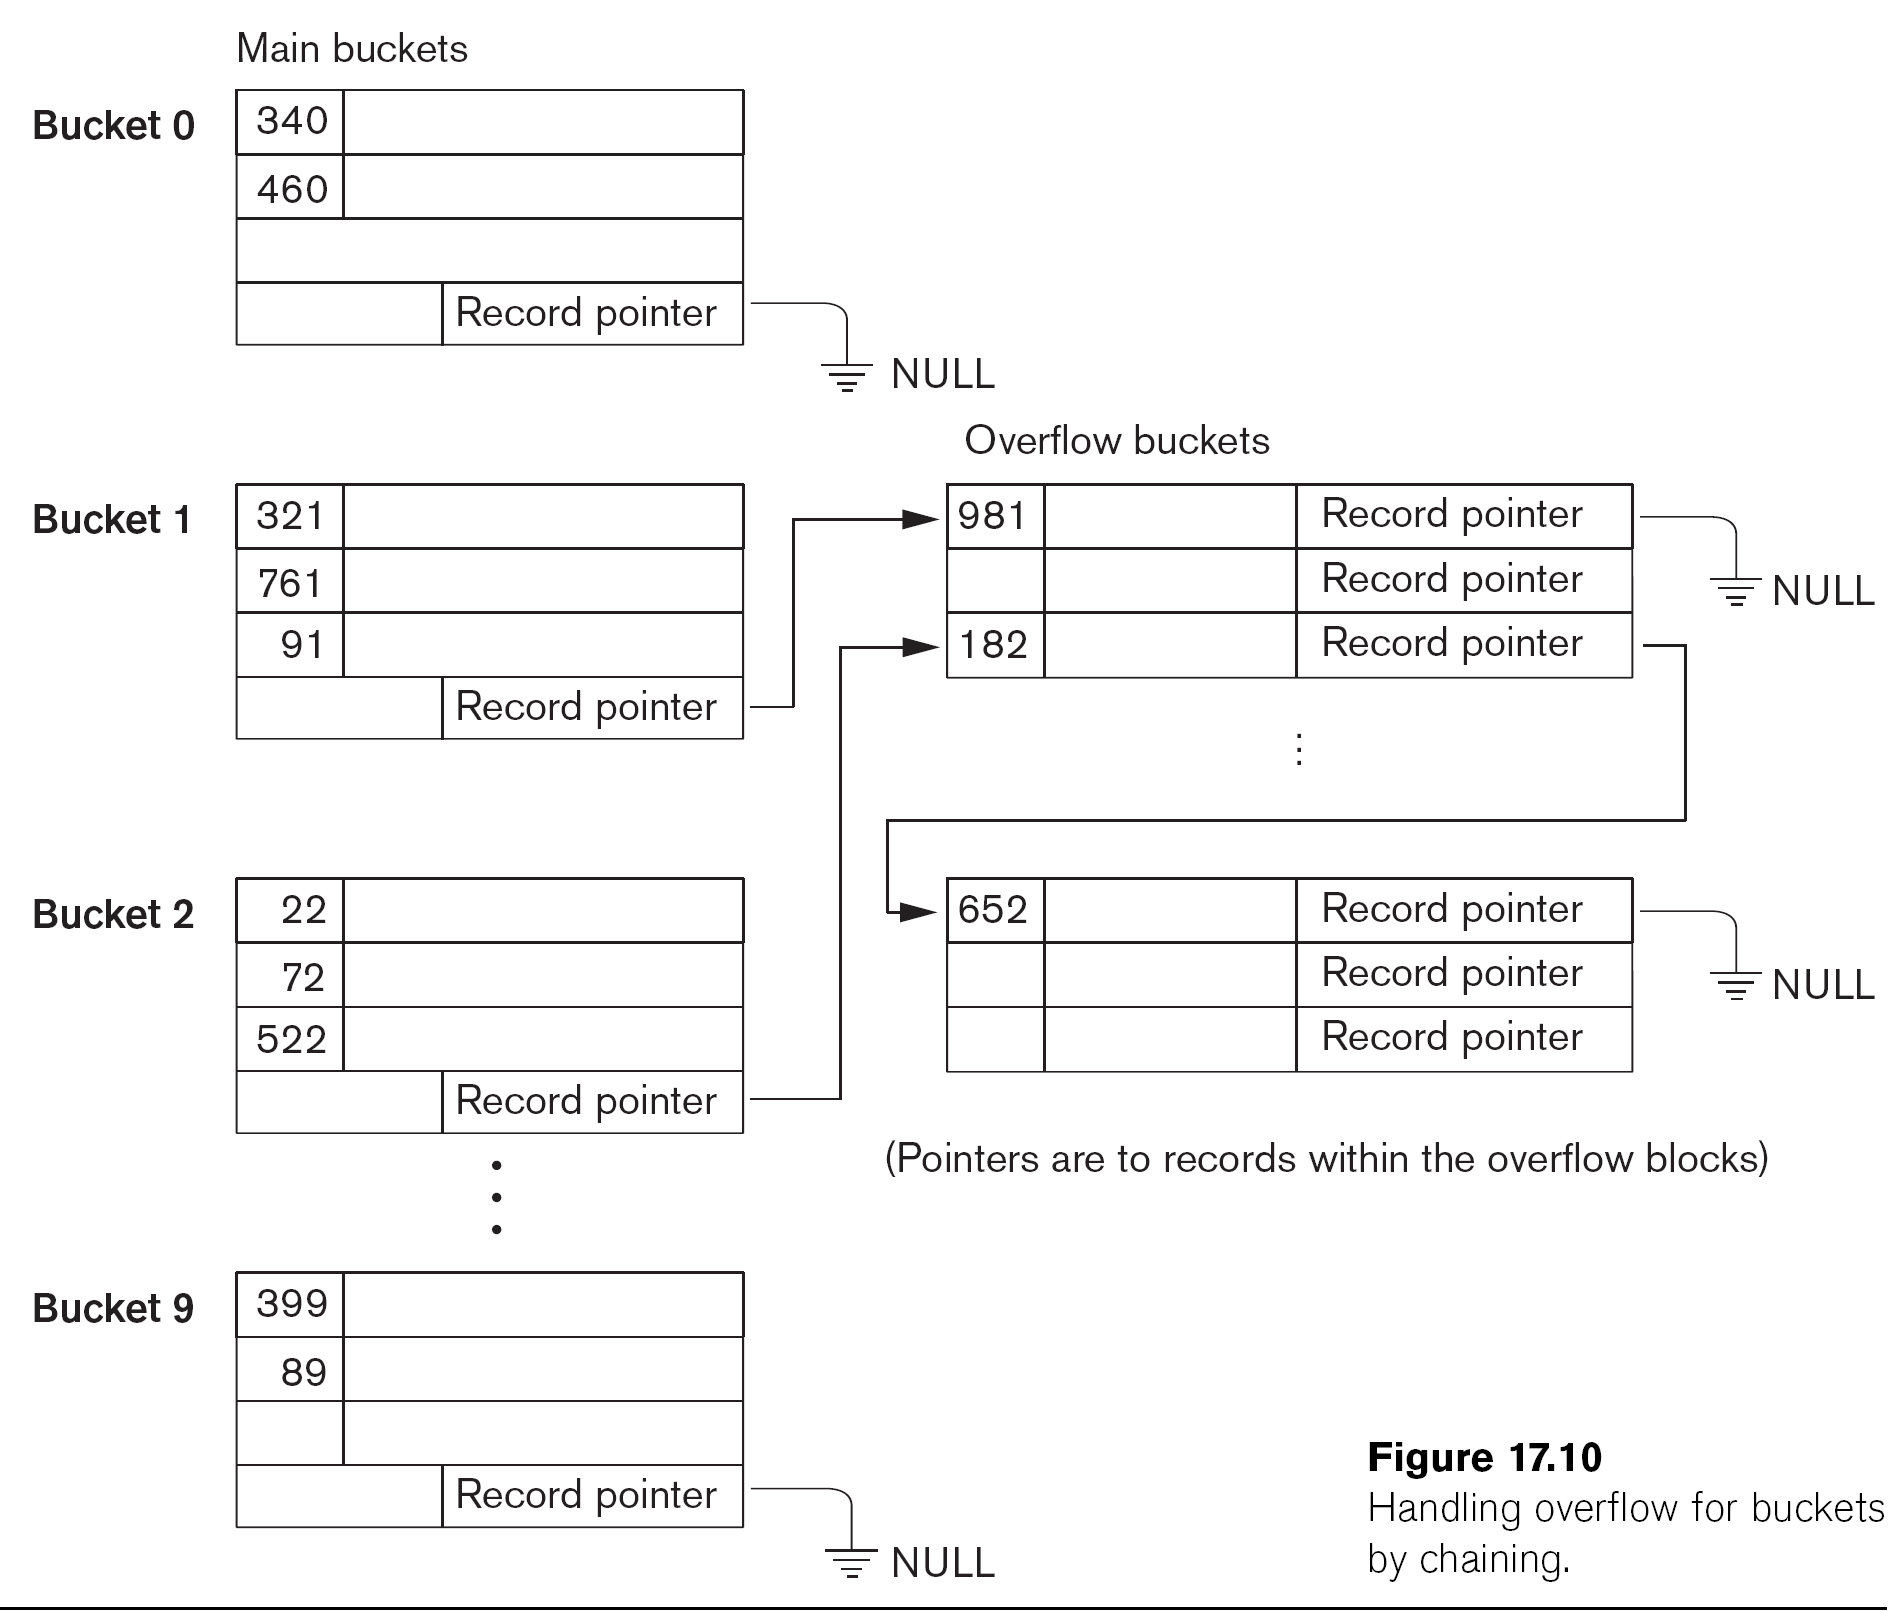 Main buckets
Bucket 0
340
460
Record pointer
NULL
Overflow buckets
Bucket 1
321
761
91
Record pointer
981 Record pointer
Record pointer
182 Record pointer
NULL
Bucket 2
22
72
522
Record pointer
652 Record pointer
Record pointer
Record pointer
NULL
(Pointers are to records within the overflow blocks)
Bucket 9
399
89
Record pointer
NULL
Figure 17.10
Handling overflow for buckets
by chaining.